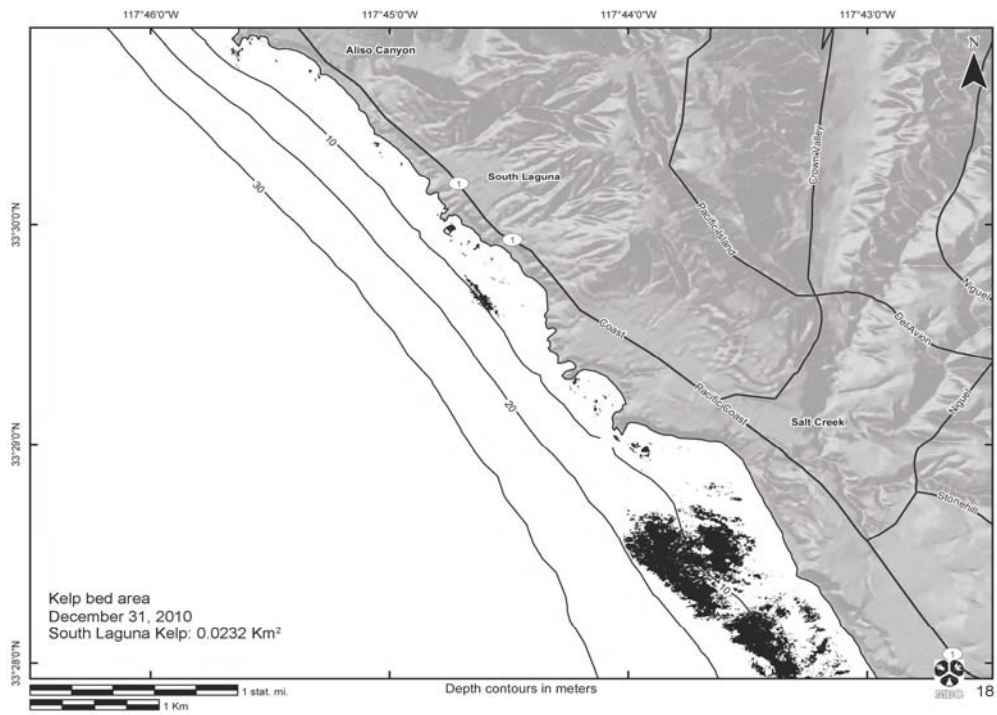 117°46'0"W 117°45'0"W 117°44'0"W 117°43'0"W
N
Aliso Canyon
10
Crown Valley
30
South Laguna
1
33°30'0"N
Pacific Island
1
Niguel
Coast
Del Avion
Pacific Coast
Niguel
20
Salt Creek
33°29'0"N
Stonehill
10
Kelp bed area
December 31, 2010
South Laguna Kelp: 0.0232 Km²
33°28'0"N
1
MBC
1 stat. mi.
Depth contours in meters
18
1 Km